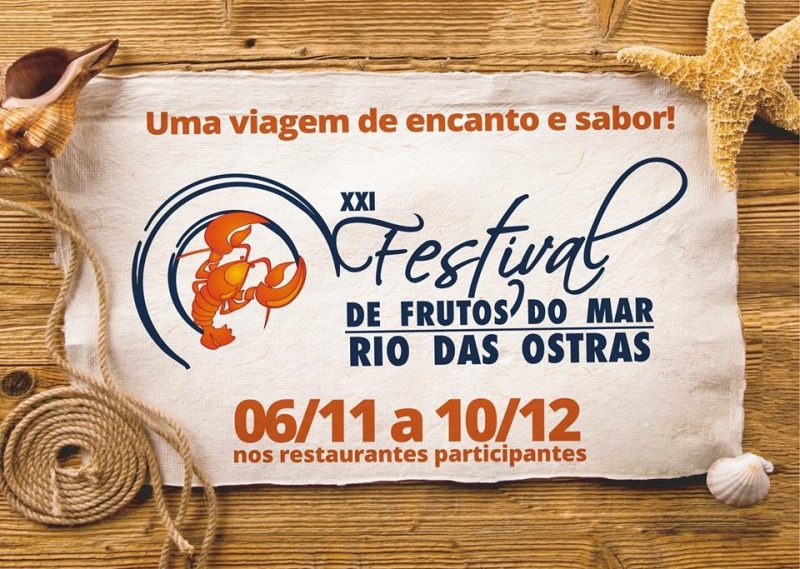 Uma viagem de encanto e sabor!
XXI
Festival
DE FRUTOS DO MAR
RIO DAS OSTRAS
06/11 a 10/12
nos restaurantes participantes